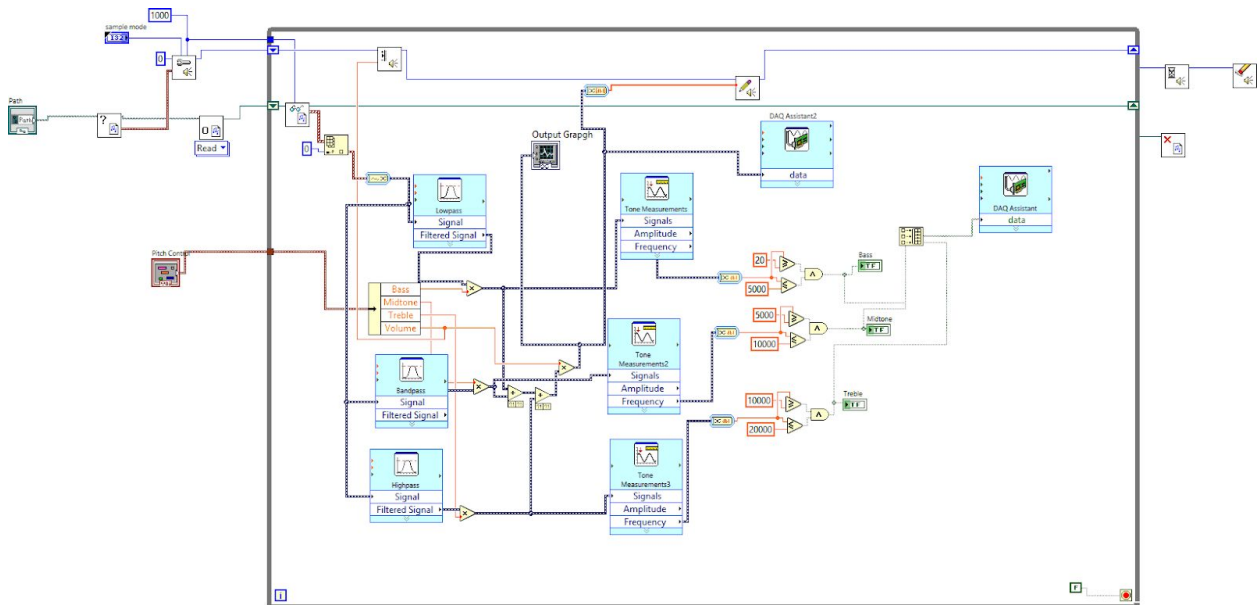 1000
sample mode
I32
0
Path
Path
Read
0
Output Grapgh
DAQ Assistant2
data
Lowpass
Signal
Filtered Signal
Tone Measurements
Signals
Amplitude
Frequency
DAQ Assistant
data
Pitch Control
Bass
Midtone
Treble
Volume
20
5000
Bass
TF
5000
10000
Midtone
TF
Tone
Measurements2
Signals
Amplitude
Frequency
Bandpass
Signal
Filtered Signal
10000
20000
Treble
TF
Highpass
Signal
Filtered Signal
Tone
Measurements3
Signals
Amplitude
Frequency
i
F